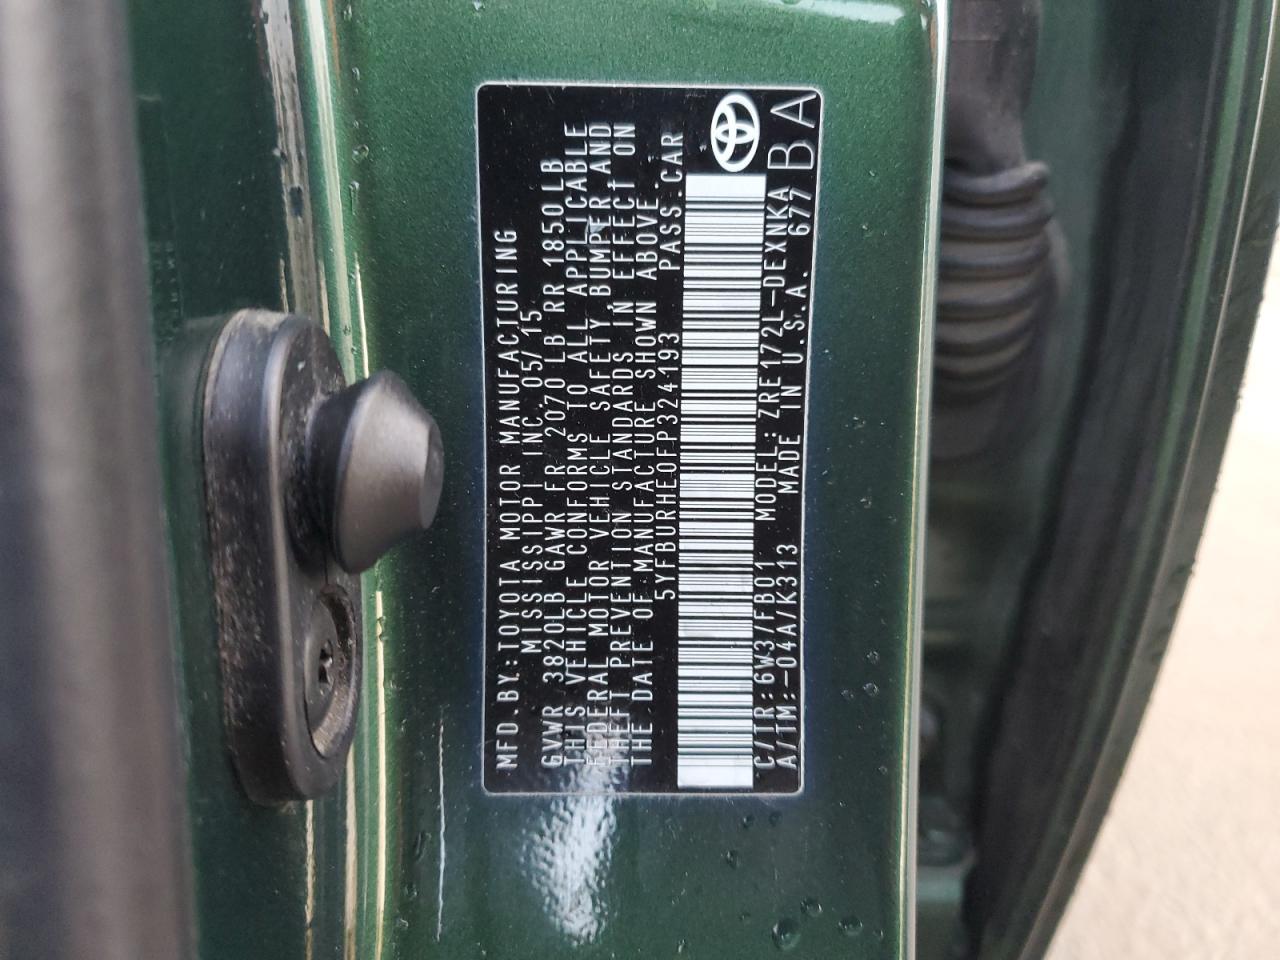 MFD.BY:TOYOTA MOTOR MANUFACTURING
MISSISSIPPI INC.05/15
GVWR 3820LB GAWR FR 2070LB RR 1850LB
THIS VEHICLE CONFORMS TO ALL APPLICABLE
FEDERAL MOTOR VEHICLE SAFETY,BUMPER AND
THEFT PREVENTION STANDARDS IN EFFECT ON
THE DATE OF MANUFACTURE SHOWN ABOVE.
5YFBURHE0FP324193 PASS.CAR
C/TR:6W3/FB01 MODEL:ZRE172L-DEXNKA
A/TM:-04A/K313 MADE IN U.S.A. 677 BA